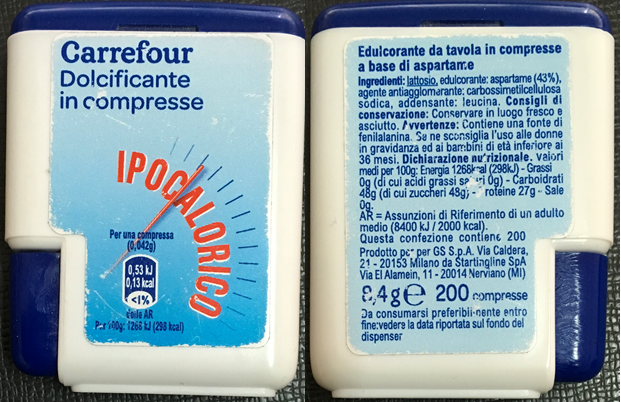 Carrefour
Dolcificante
in compresse
IPOCALORICO
Per una compressa
(0,042g)
0,53 kJ
0,13 kcal
<1%
delle AR
Per 100g: 1268 kJ (298 kcal)
Edulcorante da tavola in compresse
a base di aspartame
Ingredienti: lattosio, edulcorante: aspartame (43%),
agente antiagglomerante: carbossimetilcellulosa
sodica, addensante: leucina. Consigli di
conservazione: Conservare in luogo fresco e
asciutto. Avvertenze: Contiene una fonte di
fenilalanina. Se ne sconsiglia l'uso alle donne
in gravidanza ed ai bambini di età inferiore ai
36 mesi. Dichiarazione nutrizionale. Valori
medi per 100g: Energia 1268kcal (298kJ) - Grassi
0g (di cui acidi grassi saturi 0g) - Carboidrati
48g (di cui zuccheri 48g) - Proteine 27g - Sale
0g.
AR = Assunzioni di Riferimento di un adulto
medio (8400 kJ / 2000 kcal).
Questa confezione contiene 200
Prodotto per GS S.p.A. Via Caldera,
21 - 20153 Milano da Startingline SpA
Via El Alamein, 11 - 20014 Nerviano (MI)
8,4g e 200 compresse
Da consumarsi preferibilmente entro
fine:vedere la data riportata sul fondo del
dispenser